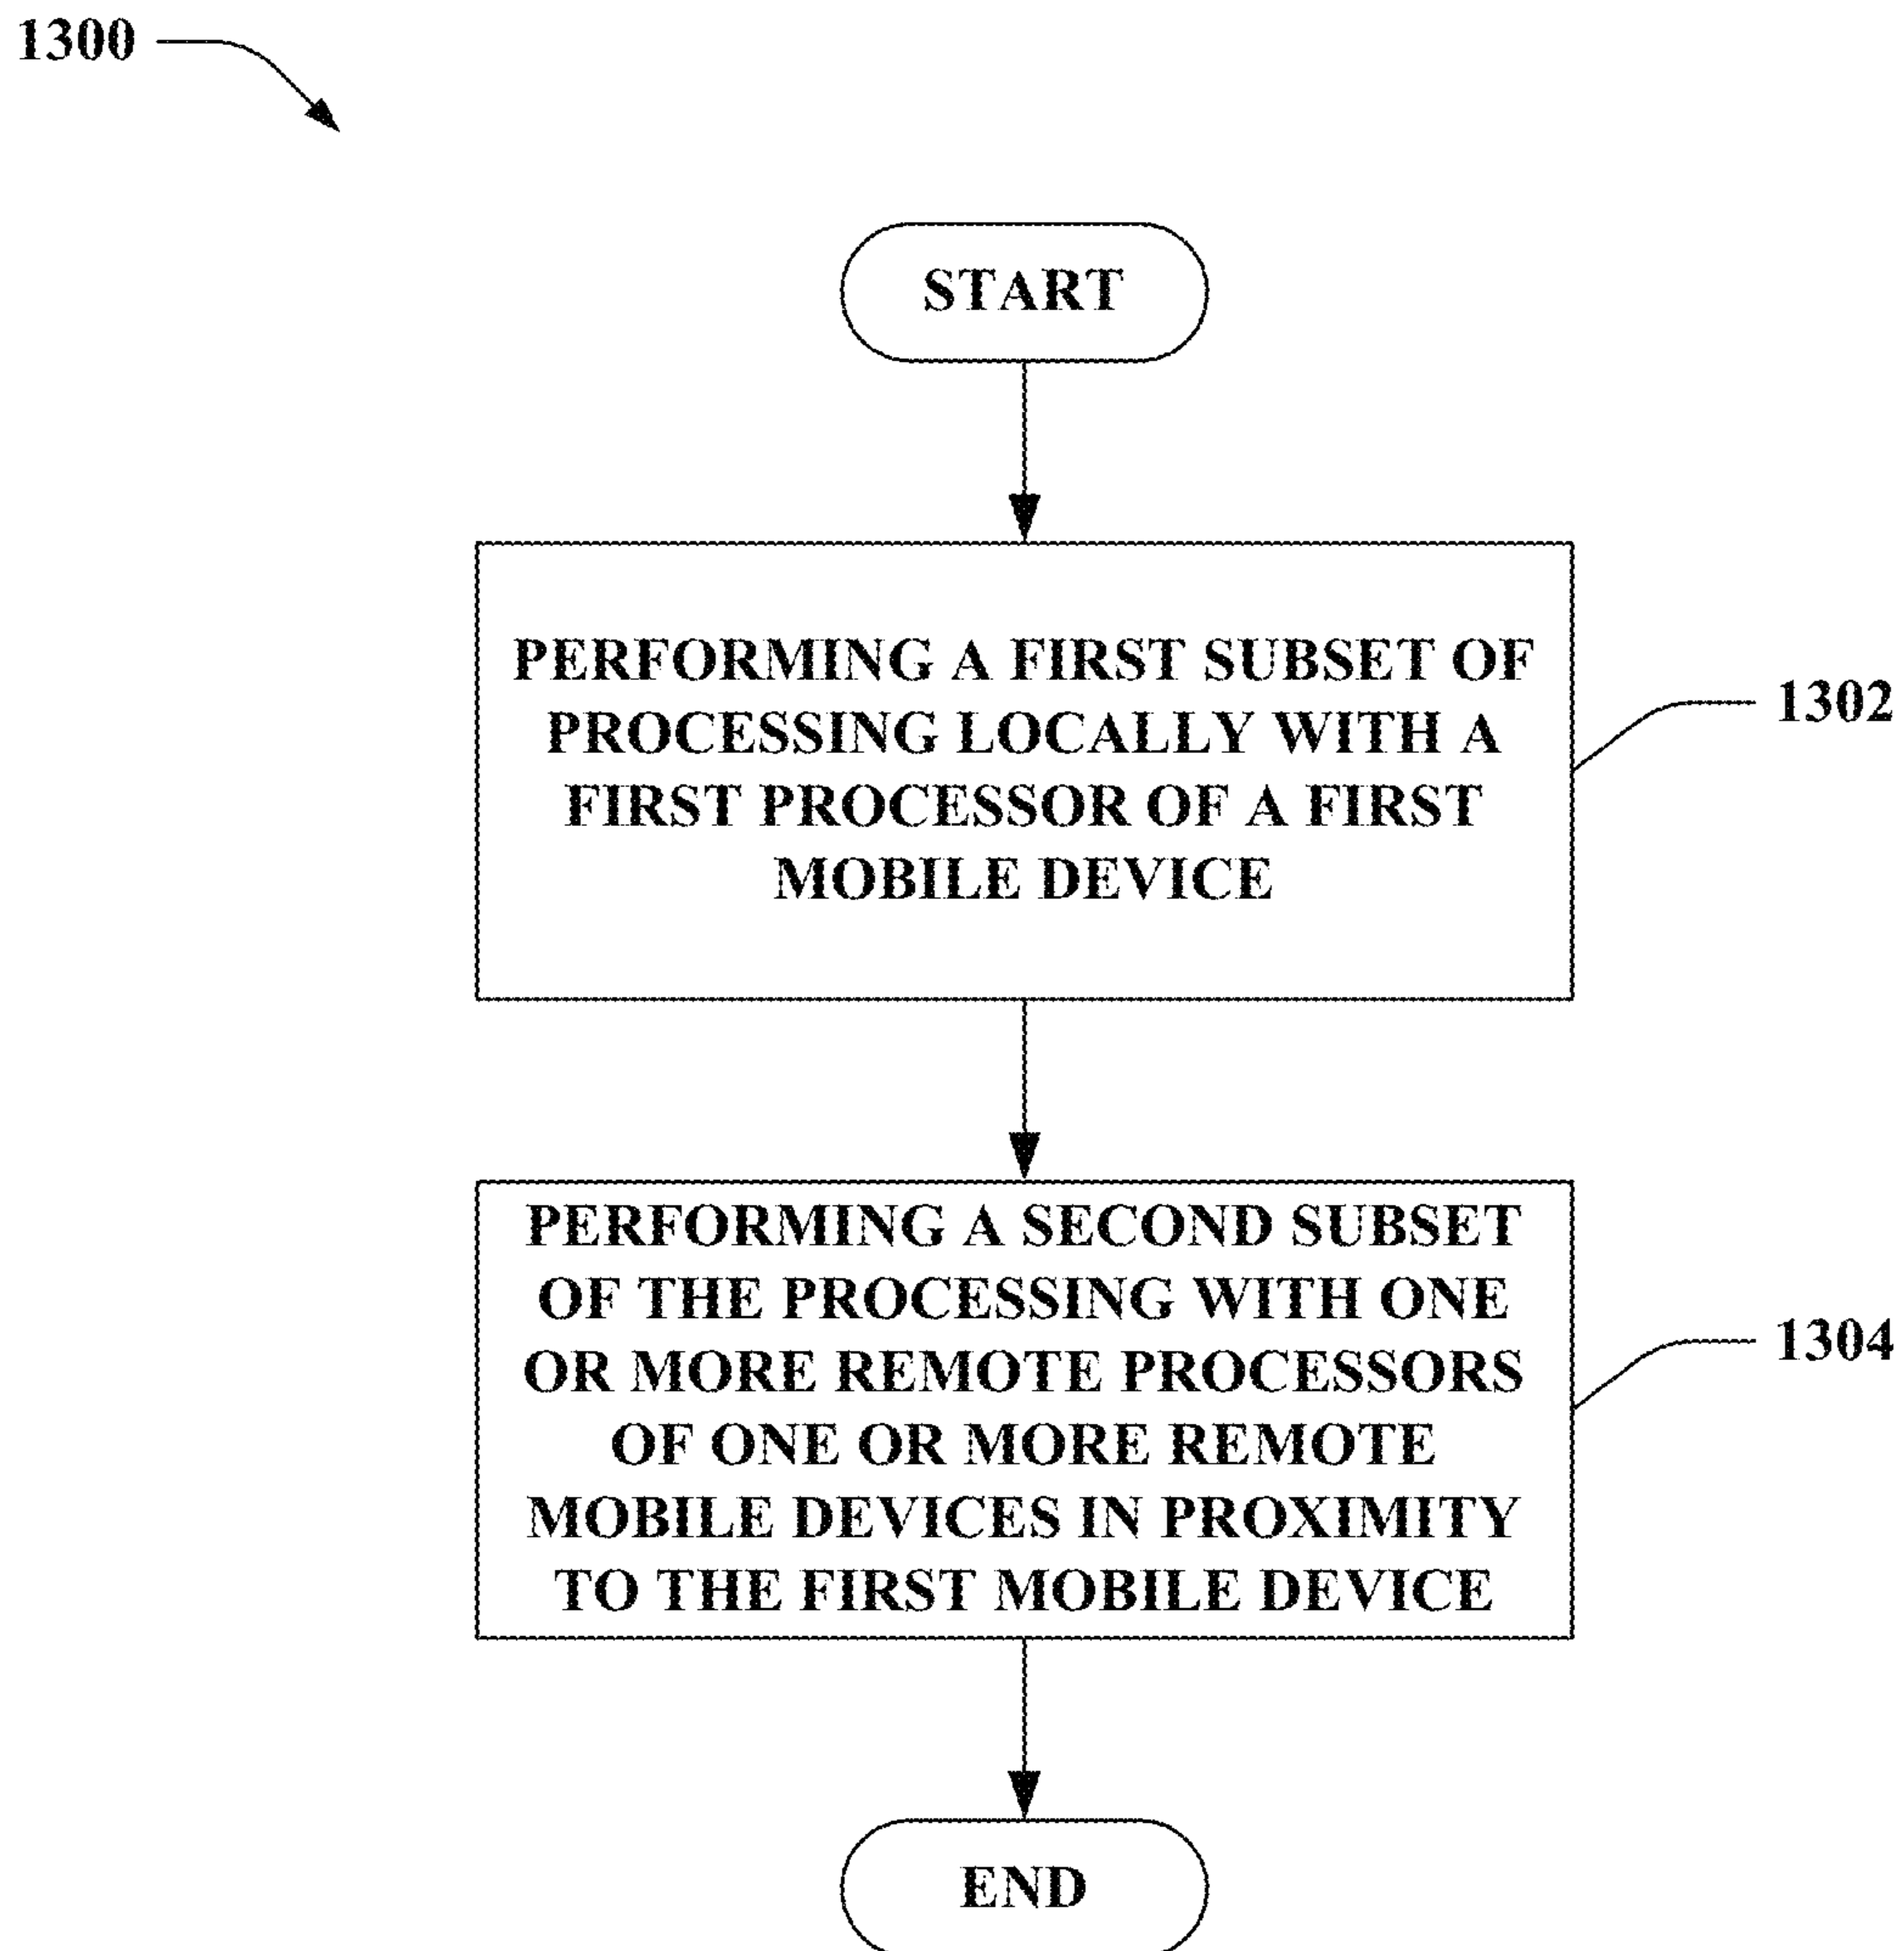 1300
START
PERFORMING A FIRST SUBSET OF
PROCESSING LOCALLY WITH A
FIRST PROCESSOR OF A FIRST
MOBILE DEVICE
1302
PERFORMING A SECOND SUBSET
OF THE PROCESSING WITH ONE
OR MORE REMOTE PROCESSORS
OF ONE OR MORE REMOTE
MOBILE DEVICES IN PROXIMITY
TO THE FIRST MOBILE DEVICE
1304
END